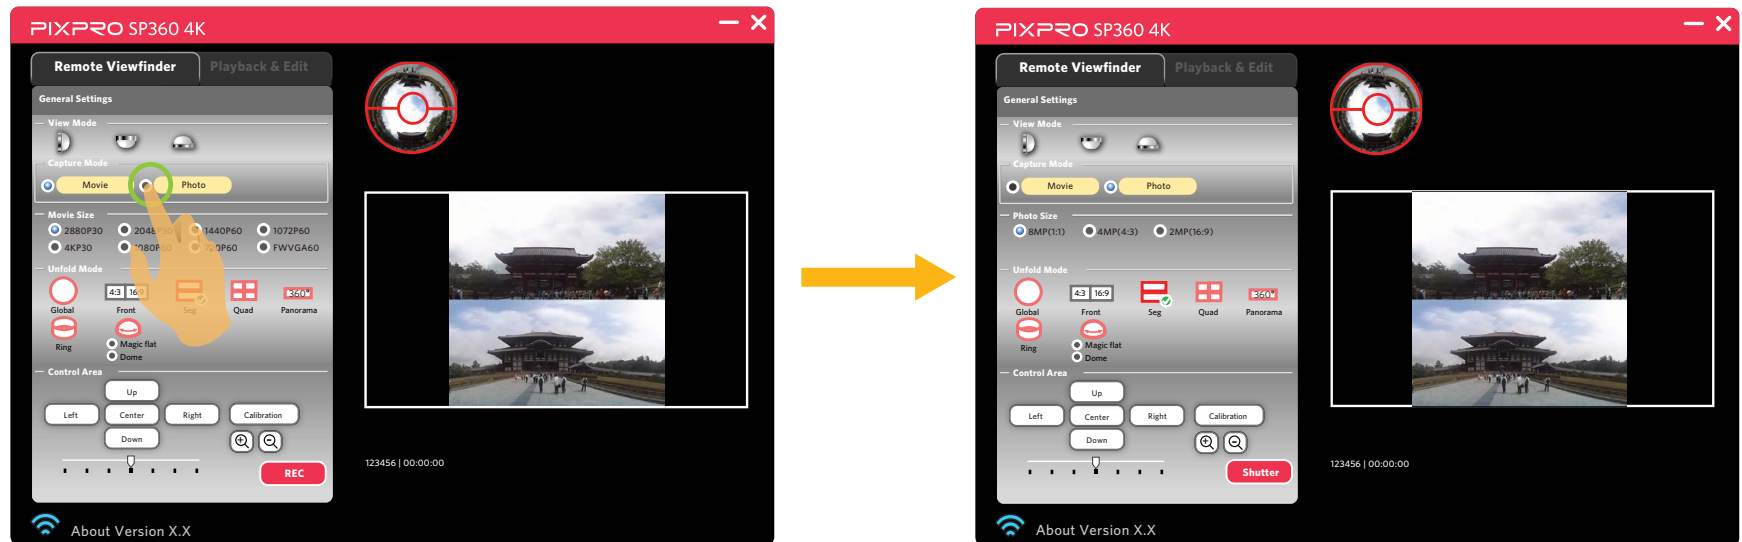 PIXPRO SP360 4K
Remote Viewfinder Playback & Edit
General Settings
View Mode
Capture Mode
Movie Photo
Movie Size
2880P30 2048P30 1440P60 1072P60
4KP30 1080P60 720P60 FWVGA60
Unfold Mode
4:3 16:9 360°
Global Front Seg Quad Panorama
Ring Magic flat
Dome
Control Area
Up
Left Center Right Calibration
Down
REC
123456 | 00:00:00
About Version X.X
PIXPRO SP360 4K
Remote Viewfinder Playback & Edit
General Settings
View Mode
Capture Mode
Movie Photo
Photo Size
8MP(1:1) 4MP(4:3) 2MP(16:9)
Unfold Mode
4:3 16:9 360°
Global Front Seg Quad Panorama
Ring Magic flat
Dome
Control Area
Up
Left Center Right Calibration
Down
Shutter
123456 | 00:00:00
About Version X.X